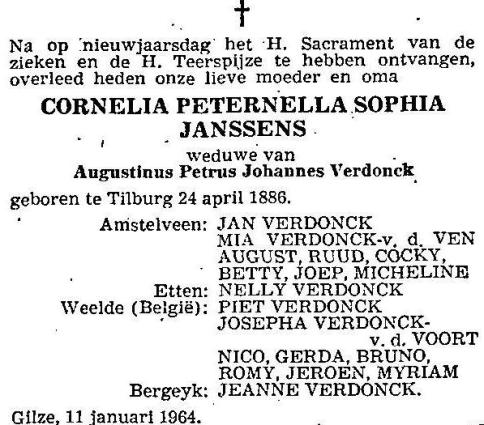 Na op nieuwjaarsdag het H. Sacrament van de
zieken en de H. Teerspijze te hebben ontvangen,
overleed heden onze lieve moeder en oma
CORNELIA PETERNELLA SOPHIA
JANSSENS
weduwe van
Augustinus Petrus Johannes Verdonck
geboren te Tilburg 24 april 1886.
Amstelveen: JAN VERDONCK
MIA VERDONCK-v. d. VEN
AUGUST, RUUD, COCKY,
BETTY, JOEP, MICHELINE
Etten: NELLY VERDONCK
Weelde (België): PIET VERDONCK
JOSEPHA VERDONCK-
v. d. VOORT
NICO, GERDA, BRUNO,
ROMY, JEROEN, MYRIAM
Bergeyk: JEANNE VERDONCK.
Gilze, 11 januari 1964.